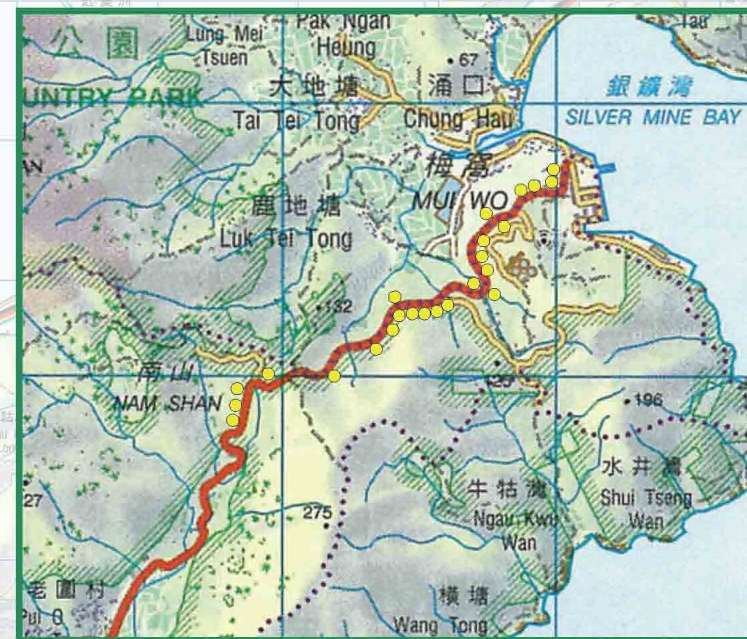 公園
Lung Mei
Tsuen
Pak Ngan
Heung
67
UNTRY PARK
大地塘
Tai Tei Tong
涌口
Chung Hau
銀鑛灣
SILVER MINE BAY
梅窩
MUI WO
鹿地塘
Luk Tei Tong
132
南山
NAM SHAN
196
牛牯灣
Ngau Kwu
Wan
水井灣
Shui Tseng
Wan
27
275
老圍村
Pui O
橫塘
Wang Tong